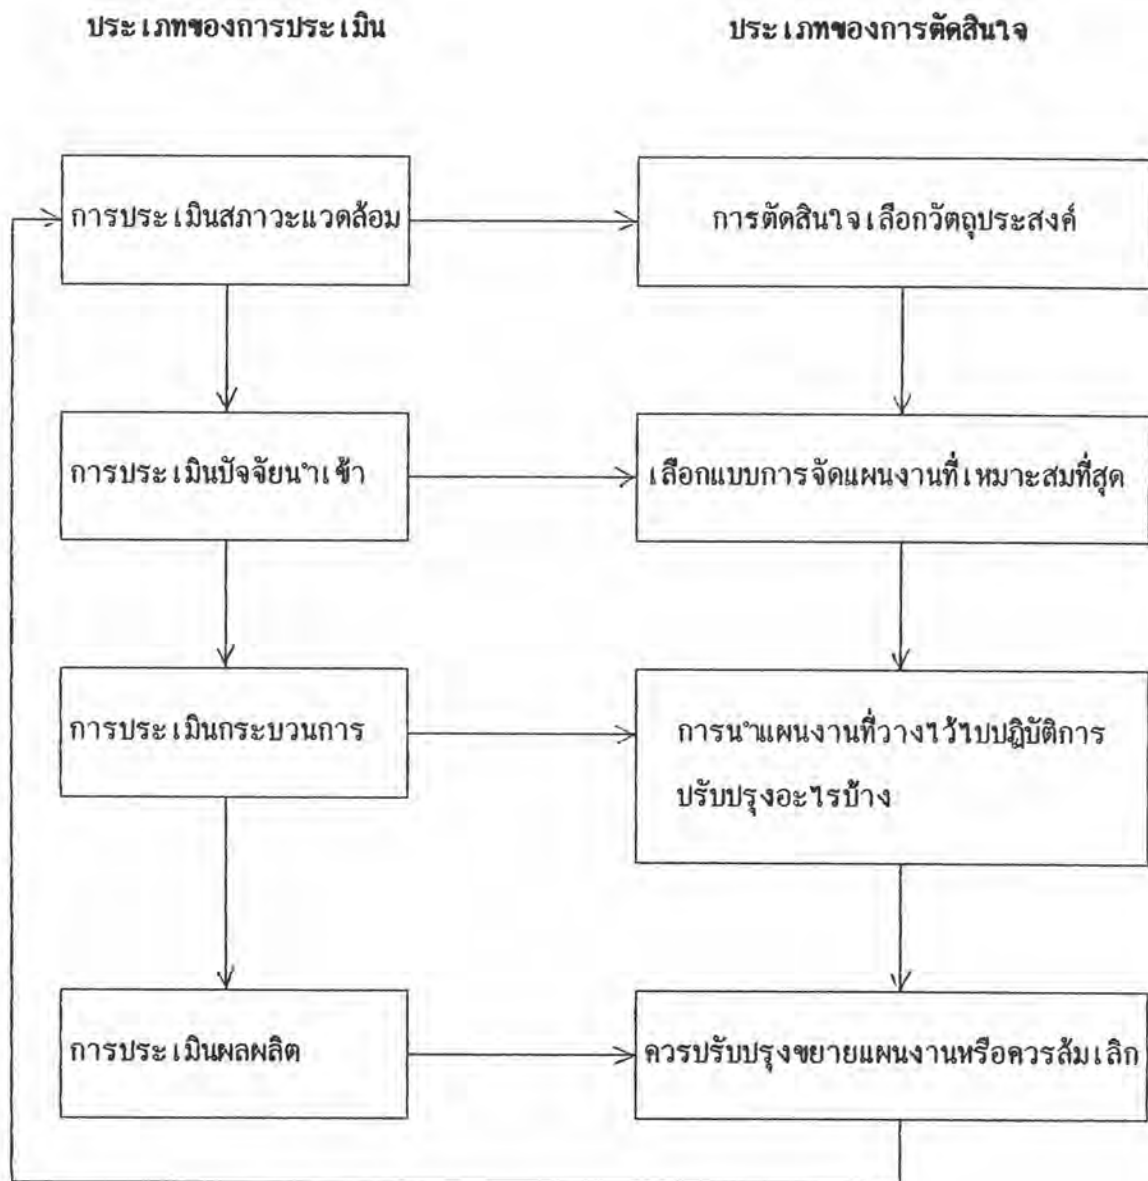 ประเภทของการประเมิน
ประเภทของการตัดสินใจ
การประเมินสภาวะแวดล้อม
การตัดสินใจเลือกวัตถุประสงค์
การประเมินปัจจัยนำเข้า
เลือกแบบการจัดแผนงานที่เหมาะสมที่สุด
การประเมินกระบวนการ
การนำแผนงานที่วางไว้ไปปฏิบัติการ
ปรับปรุงอะไรบ้าง
การประเมินผลผลิต
ควรปรับปรุงขยายแผนงานหรือควรล้มเลิก